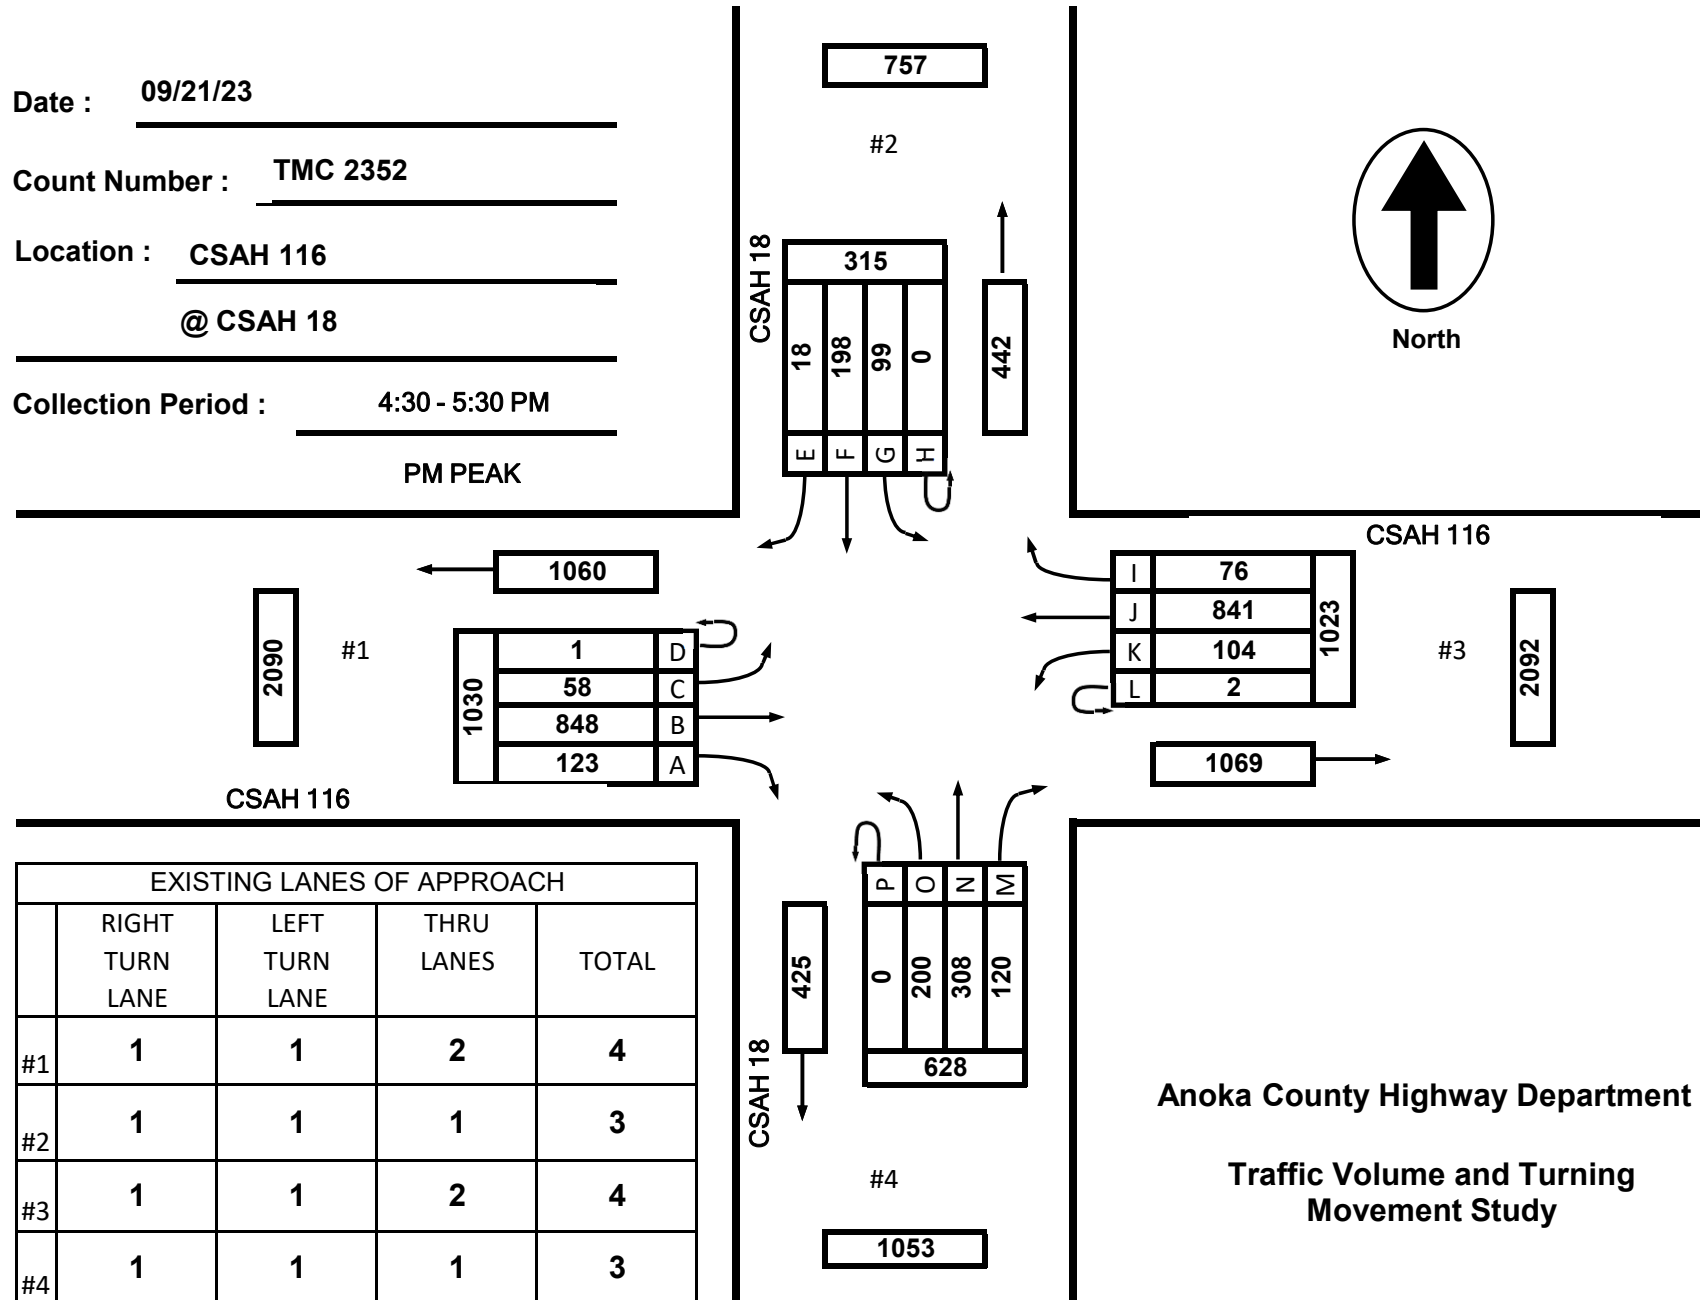 Date : 09/21/23
Count Number : TMC 2352
Location : CSAH 116
@ CSAH 18
Collection Period : 4:30 - 5:30 PM
PM PEAK
757
#2
CSAH 18
315
18 198 99 0
E F G H
442
North
CSAH 116
1060
2090
#1
1030
1 D
58 C
848 B
123 A
CSAH 116
I 76
J 841
K 104
L 2
1023
#3
2092
1069
P O N M
0 200 308 120
628
425
CSAH 18
#4
1053
EXISTING LANES OF APPROACH
RIGHT TURN LANE LEFT TURN LANE THRU LANES TOTAL
#1 1 1 2 4
#2 1 1 1 3
#3 1 1 2 4
#4 1 1 1 3
Anoka County Highway Department
Traffic Volume and Turning
Movement Study